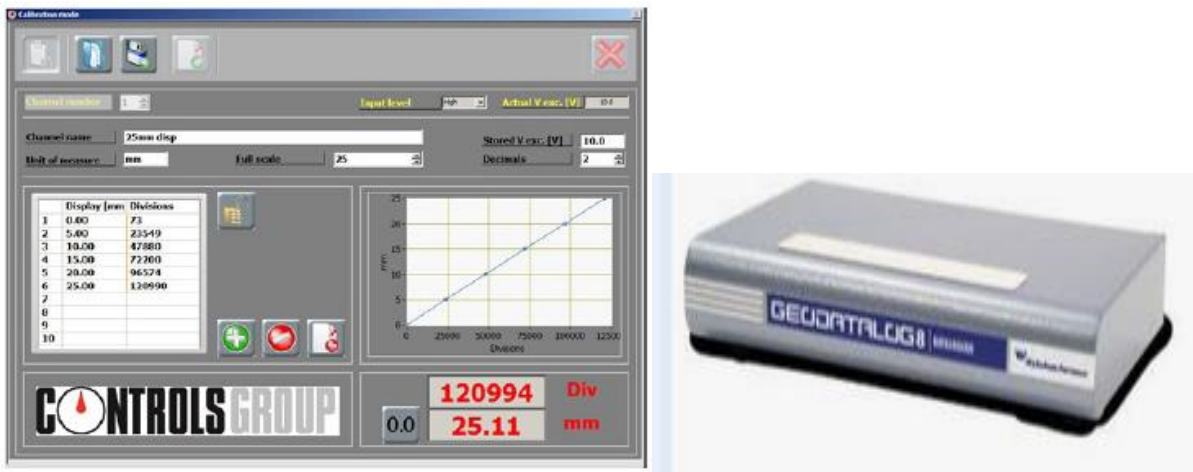 Calibration mode
Channel number 1 Input level High Actual V exc. [V]
Channel name 25mm disp Stored V exc. [V] 10.0
Unit of measure mm Full scale 25 Decimals 2
Display [mm Divisions
1 0.00 73
2 5.00 23549
3 10.00 47880
4 15.00 72200
5 20.00 96574
6 25.00 120990
7
8
9
10
25
20
15
10
5
0
mm
0 25000 50000 75000 100000 12500
Divisions
CONTROLS GROUP
120994 Div
0.0 25.11 mm
GEODATALOG 8